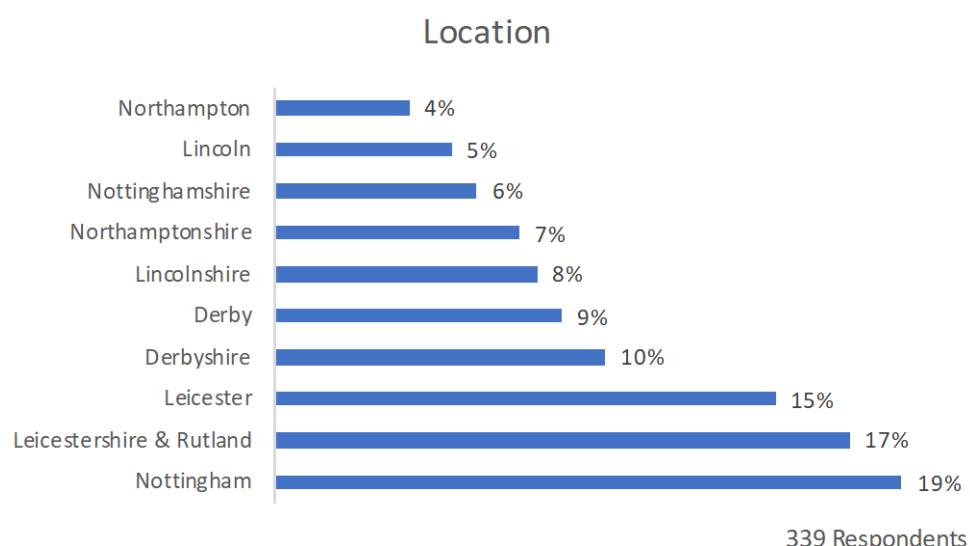 Location
Northampton 4%
Lincoln 5%
Nottinghamshire 6%
Northamptonshire 7%
Lincolnshire 8%
Derby 9%
Derbyshire 10%
Leicester 15%
Leicestershire & Rutland 17%
Nottingham 19%
339 Respondents